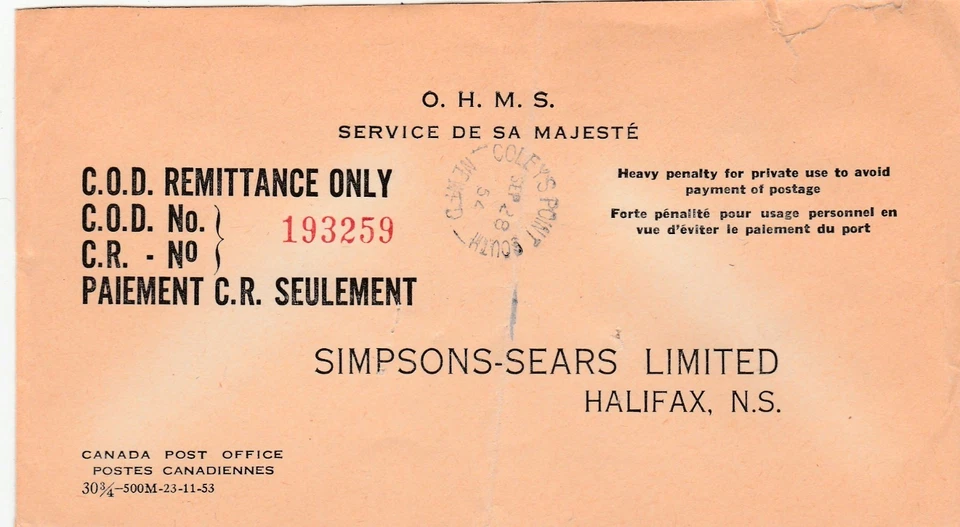 O. H. M. S.
SERVICE DE SA MAJESTÉ
C.O.D. REMITTANCE ONLY
C.O.D. No.
C.R. - No
193259
PAIEMENT C.R. SEULEMENT
COLEY'S POINT SOUTH
NEWF'D
SEP 28
54
Heavy penalty for private use to avoid
payment of postage
Forte pénalité pour usage personnel en
vue d'éviter le paiement du port
SIMPSONS-SEARS LIMITED
HALIFAX, N.S.
CANADA POST OFFICE
POSTES CANADIENNES
30¾-500M-23-11-53